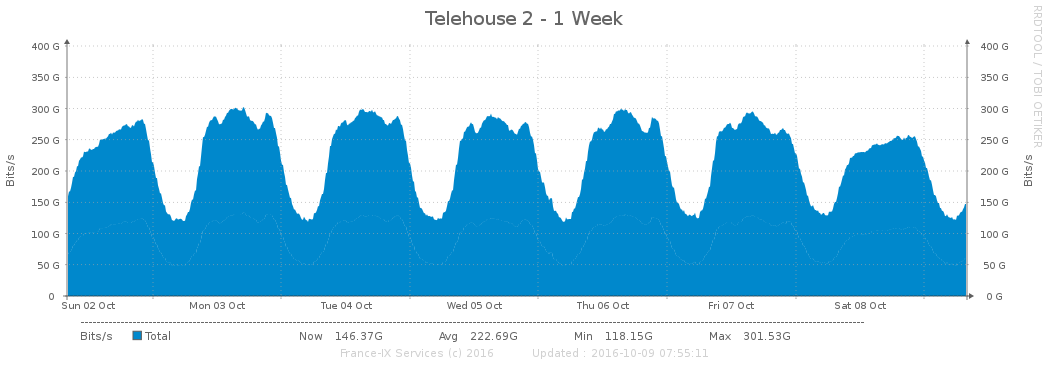 Telehouse 2 - 1 Week
RRDTOOL / TOBI OETIKER
Bits/s
400 G 400 G
350 G 350 G
300 G 300 G
250 G 250 G
200 G 200 G
150 G 150 G
100 G 100 G
50 G 50 G
0 0 G
Bits/s
Sun 02 Oct Mon 03 Oct Tue 04 Oct Wed 05 Oct Thu 06 Oct Fri 07 Oct Sat 08 Oct
Bits/s Total Now 146.37G Avg 222.69G Min 118.15G Max 301.53G
France-IX Services (c) 2016 Updated : 2016-10-09 07:55:11